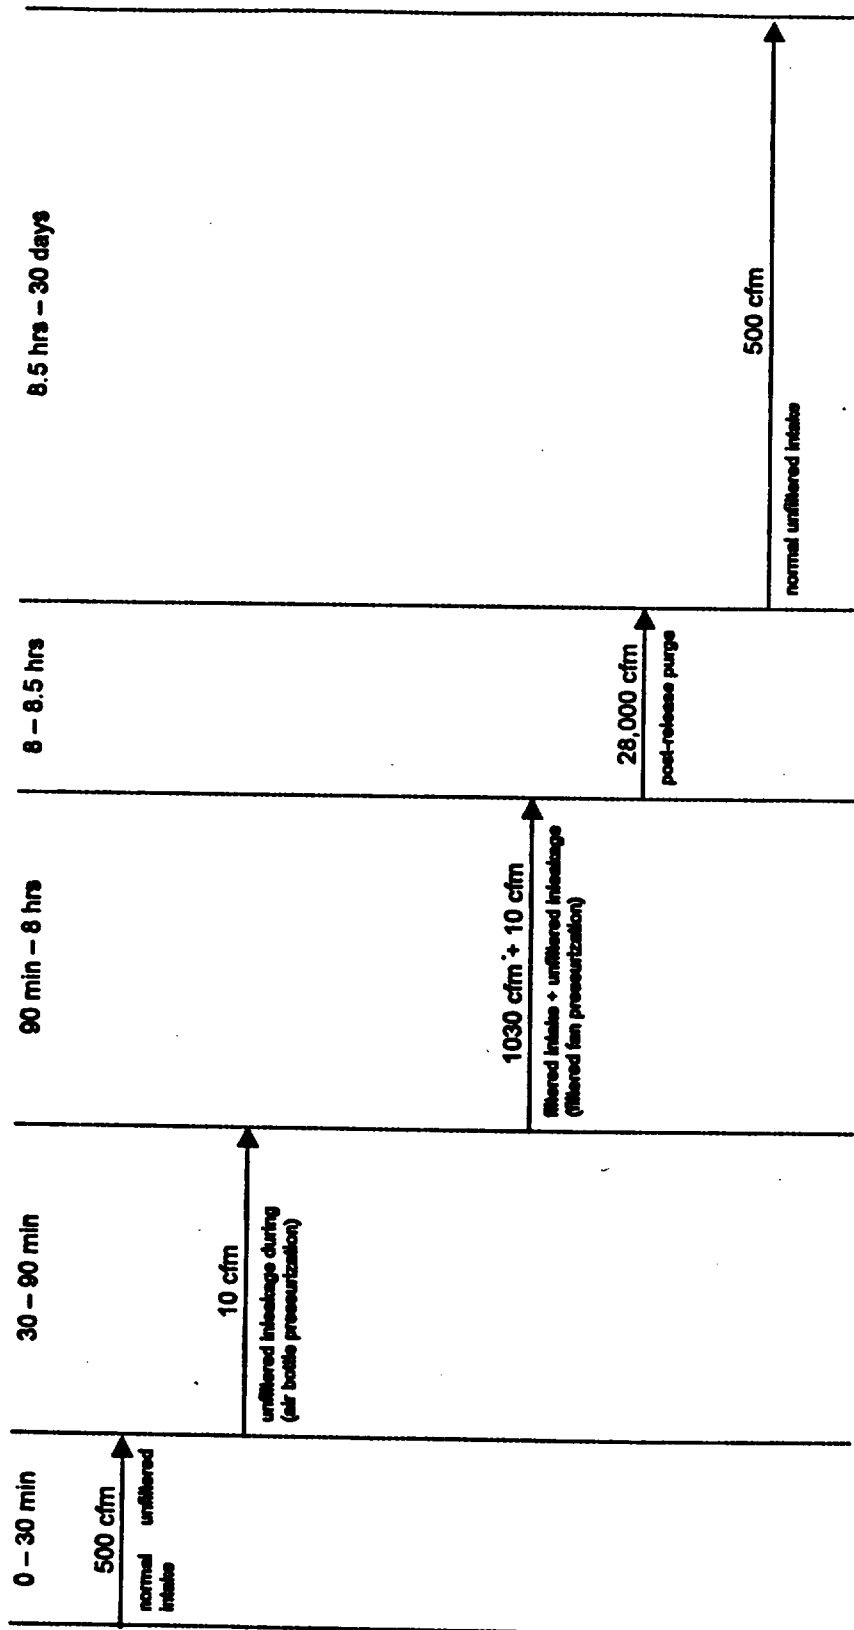 0 – 30 min
500 cfm
normal unfiltered
intake
30 – 90 min
10 cfm
unfiltered inleakage during
(air bottle pressurization)
90 min – 8 hrs
1030 cfm + 10 cfm
filtered intake + unfiltered inleakage
(filtered fan pressurization)
8 – 8.5 hrs
28,000 cfm
post-release purge
8.5 hrs – 30 days
500 cfm
normal unfiltered intake